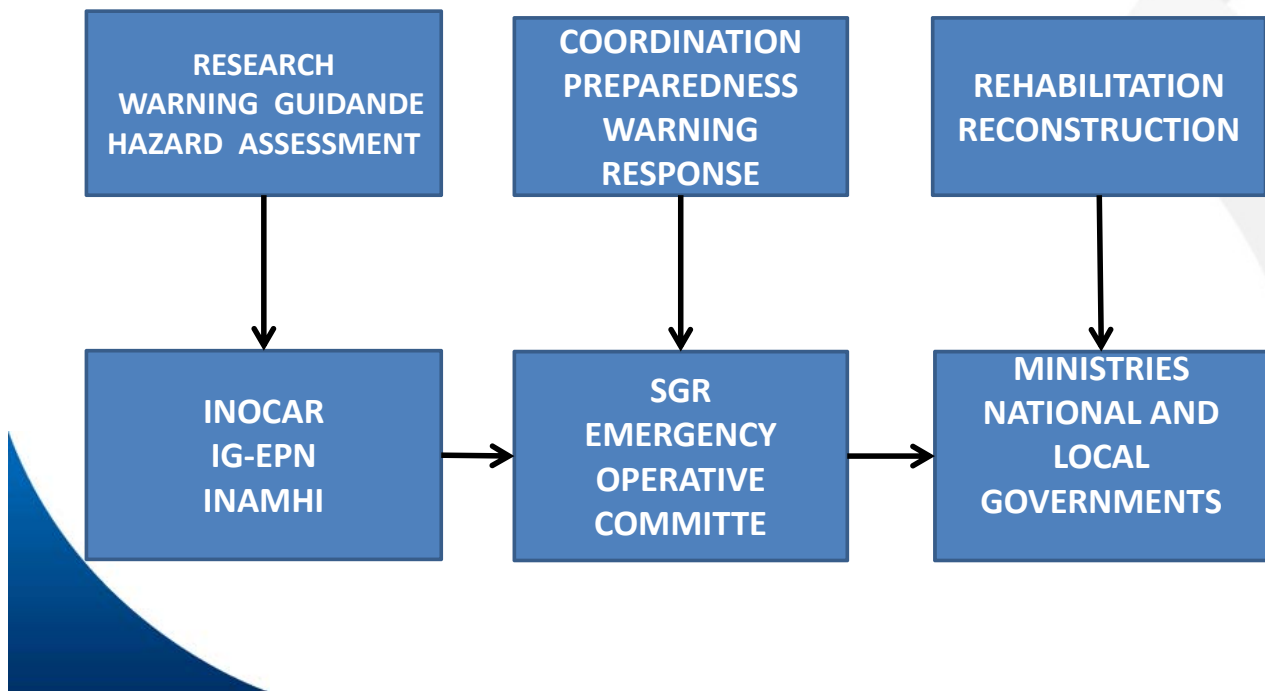 RESEARCH
WARNING GUIDANDE
HAZARD ASSESSMENT
COORDINATION
PREPAREDNESS
WARNING
RESPONSE
REHABILITATION
RECONSTRUCTION
INOCAR
IG-EPN
INAMHI
SGR
EMERGENCY
OPERATIVE
COMMITTE
MINISTRIES
NATIONAL AND
LOCAL
GOVERNMENTS